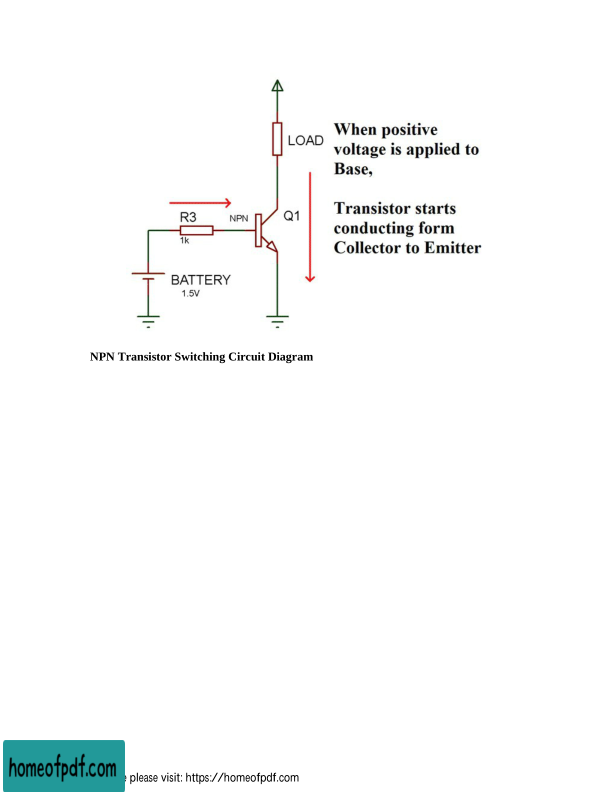 LOAD
When positive
voltage is applied to
Base,
Transistor starts
conducting form
Collector to Emitter
R3
NPN
Q1
1k
BATTERY
1.5V
NPN Transistor Switching Circuit Diagram
homeofpdf.com
please visit: https://homeofpdf.com